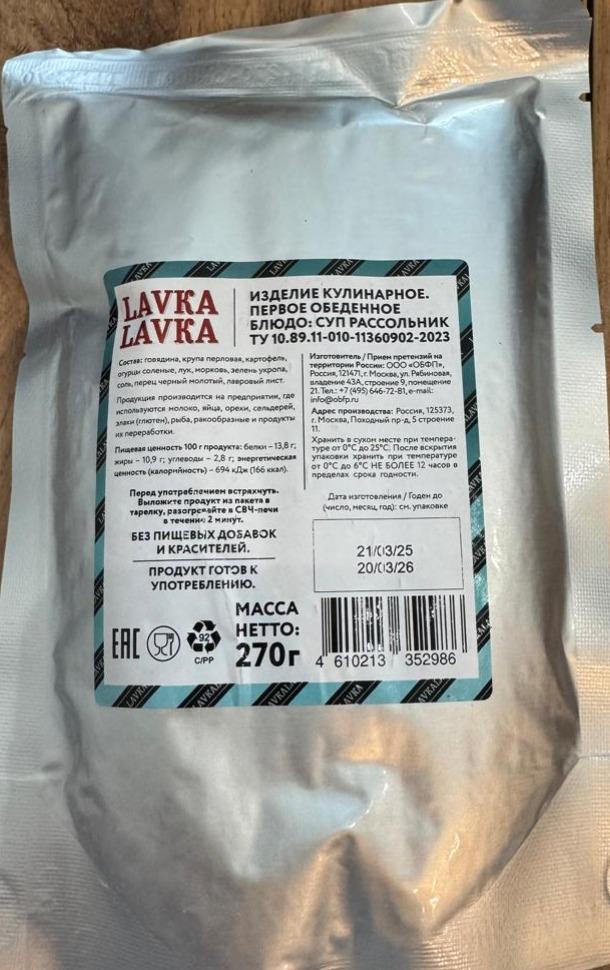 LAVKA
LAVKA
ИЗДЕЛИЕ КУЛИНАРНОЕ.
ПЕРВОЕ ОБЕДЕННОЕ
БЛЮДО: СУП РАССОЛЬНИК
ТУ 10.89.11-010-11360902-2023
Состав: говядина, крупа перловая, картофель,
огурцы соленые, лук, морковь, зелень укропа,
соль, перец черный молотый, лавровый лист.
Продукция производится на предприятии, где
используются молоко, яйца, орехи, сельдерей,
злаки (глютен), рыба, ракообразные и продукты
их переработки.
Пищевая ценность 100 г продукта: белки – 13,8 г;
жиры – 10,9 г; углеводы – 2,8 г; энергетическая
ценность (калорийность) – 694 кДж (166 ккал).
Перед употреблением встряхнуть.
Выложите продукт из пакета в
тарелку, разогревайте в СВЧ-печи
в течении 2 минут.
БЕЗ ПИЩЕВЫХ ДОБАВОК
И КРАСИТЕЛЕЙ.
ПРОДУКТ ГОТОВ К
УПОТРЕБЛЕНИЮ.
Изготовитель / Прием претензий на
территории России: ООО «ОБФП»,
Россия, 121471, г. Москва, ул. Рябиновая,
владение 43А, строение 9, помещение
21. Тел.: +7 (495) 646-72-81, e-mail:
info@obfp.ru
Адрес производства: Россия, 125373,
г. Москва, Походный пр-д, 5 строение
11.
Хранить в сухом месте при темпера-
туре от 0°С до 25°С. После вскрытия
упаковки хранить при температуре
от 0°С до 6°С НЕ БОЛЕЕ 12 часов в
пределах срока годности.
Дата изготовления / Годен до
(число, месяц, год): см. упаковке
21/03/25
20/03/26
EAC
92
C/PP
МАССА
НЕТТО:
270г
4 610213 352986